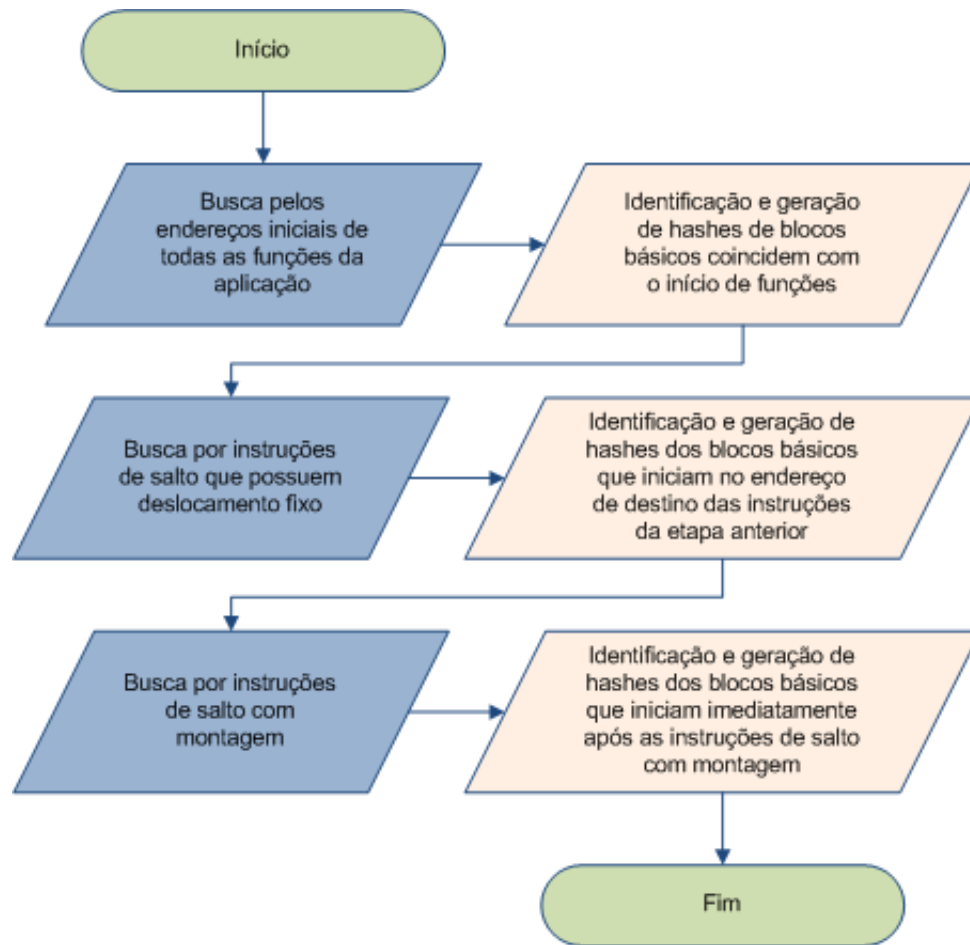 Início
Busca pelos
endereços iniciais de
todas as funções da
aplicação
Identificação e geração
de hashes de blocos
básicos coincidem com
o início de funções
Busca por instruções
de salto que possuem
deslocamento fixo
Identificação e geração de
hashes dos blocos básicos
que iniciam no endereço
de destino das instruções
da etapa anterior
Busca por instruções
de salto com
montagem
Identificação e geração de
hashes dos blocos básicos
que iniciam imediatamente
após as instruções de salto
com montagem
Fim